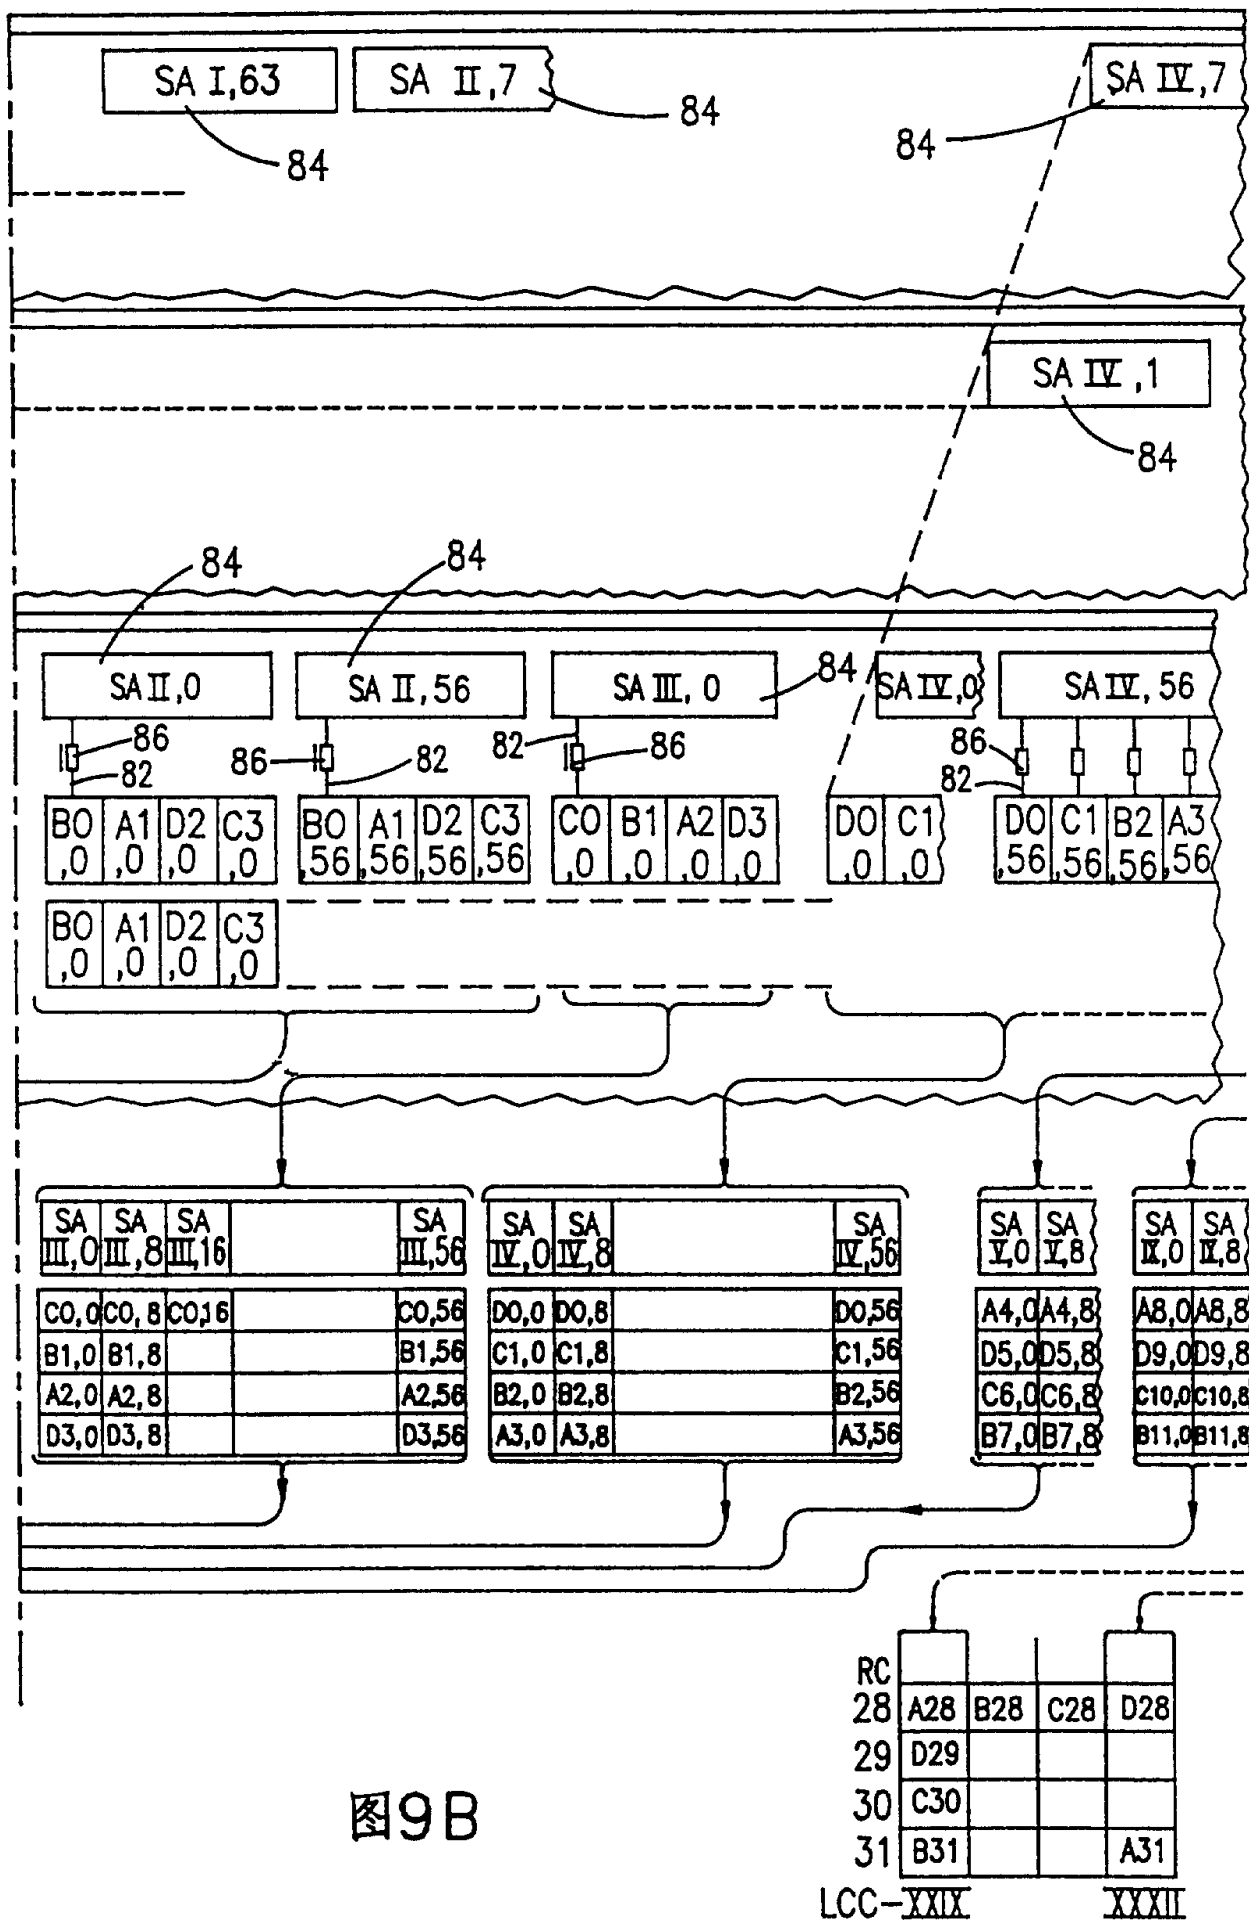 SA I,63 SA II,7 SA IV,7
84 84 84
SA IV,1
84
84 84
SA II,0 SA II,56 SA III,0 84 SA IV,0 SA IV,56
86 86 82 86 86
82 82 82
B0 A1 D2 C3 B0 A1 D2 C3 C0 B1 A2 D3 D0 C1 D0 C1 B2 A3
,0 ,0 ,0 ,0 ,56 ,56 ,56 ,56 ,0 ,0 ,0 ,0 ,0 ,0 ,56 ,56 ,56 ,56
B0 A1 D2 C3
,0 ,0 ,0 ,0
SA SA SA SA SA SA SA SA SA SA SA
III,0 III,8 III,16 III,56 IV,0 IV,8 IV,56 V,0 V,8 IX,0 IX,8
C0,0 C0,8 C0,16 C0,56 D0,0 D0,8 D0,56 A4,0 A4,8 A8,0 A8,8
B1,0 B1,8 B1,56 C1,0 C1,8 C1,56 D5,0 D5,8 D9,0 D9,8
A2,0 A2,8 A2,56 B2,0 B2,8 B2,56 C6,0 C6,8 C10,0 C10,8
D3,0 D3,8 D3,56 A3,0 A3,8 A3,56 B7,0 B7,8 B11,0 B11,8
RC
28 A28 B28 C28 D28
29 D29
30 C30
31 B31 A31
LCC-XXIX XXXII
图9B